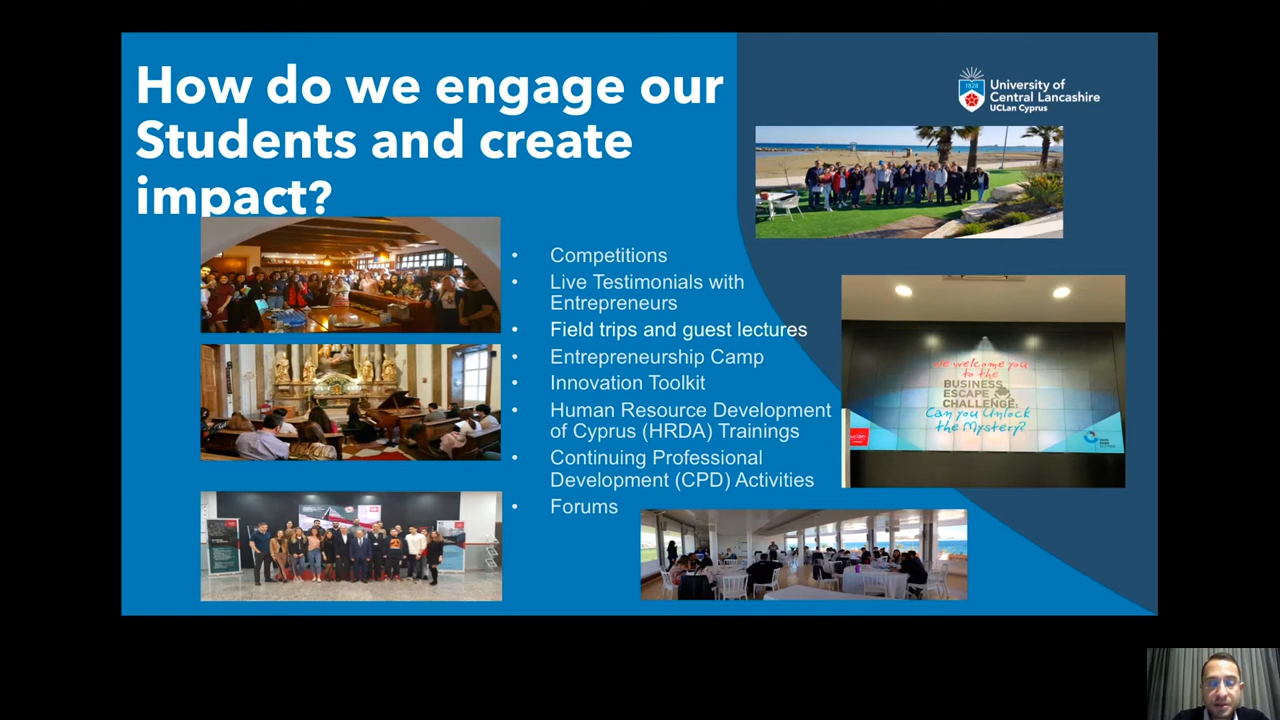 How do we engage our
Students and create
impact?
1828
University of
Central Lancashire
UCLan Cyprus
• Competitions
• Live Testimonials with
Entrepreneurs
• Field trips and guest lectures
• Entrepreneurship Camp
• Innovation Toolkit
• Human Resource Development
of Cyprus (HRDA) Trainings
• Continuing Professional
Development (CPD) Activities
• Forums
We welcome you
to the
BUSINESS
ESCAPE
CHALLENGE:
Can you Unlock
the Mystery?
uclan